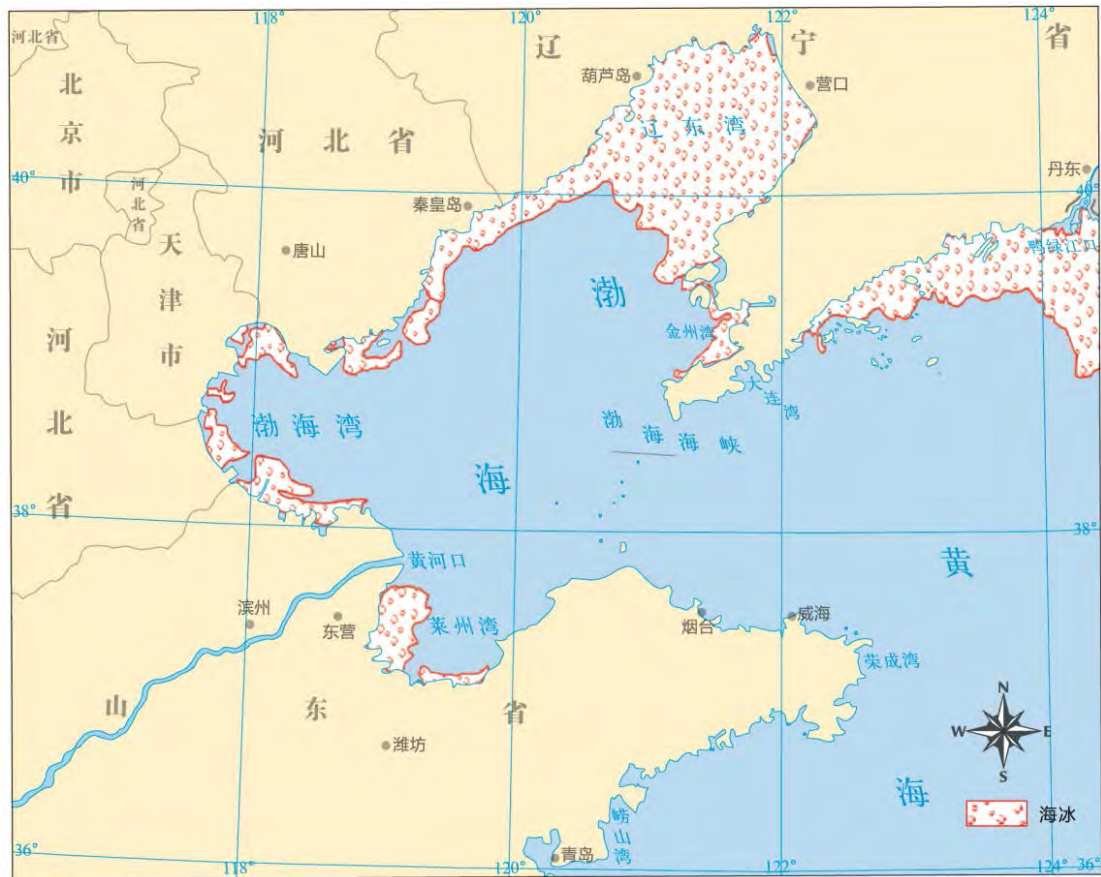 118°
120°
122°
124°
河北省
北京市
河北省
辽宁省
葫芦岛
营口
辽东湾
丹东
40°
40°
河北省
天津市
唐山
秦皇岛
鸭绿江口
渤海
金州湾
大连湾
河北省
渤海湾
渤海海峡
38°
38°
黄河口
黄海
滨州
东营
莱州湾
烟台
威海
荣成湾
山东省
潍坊
N
W
E
S
海冰
崂山湾
青岛
36°
118°
120°
122°
124°
36°